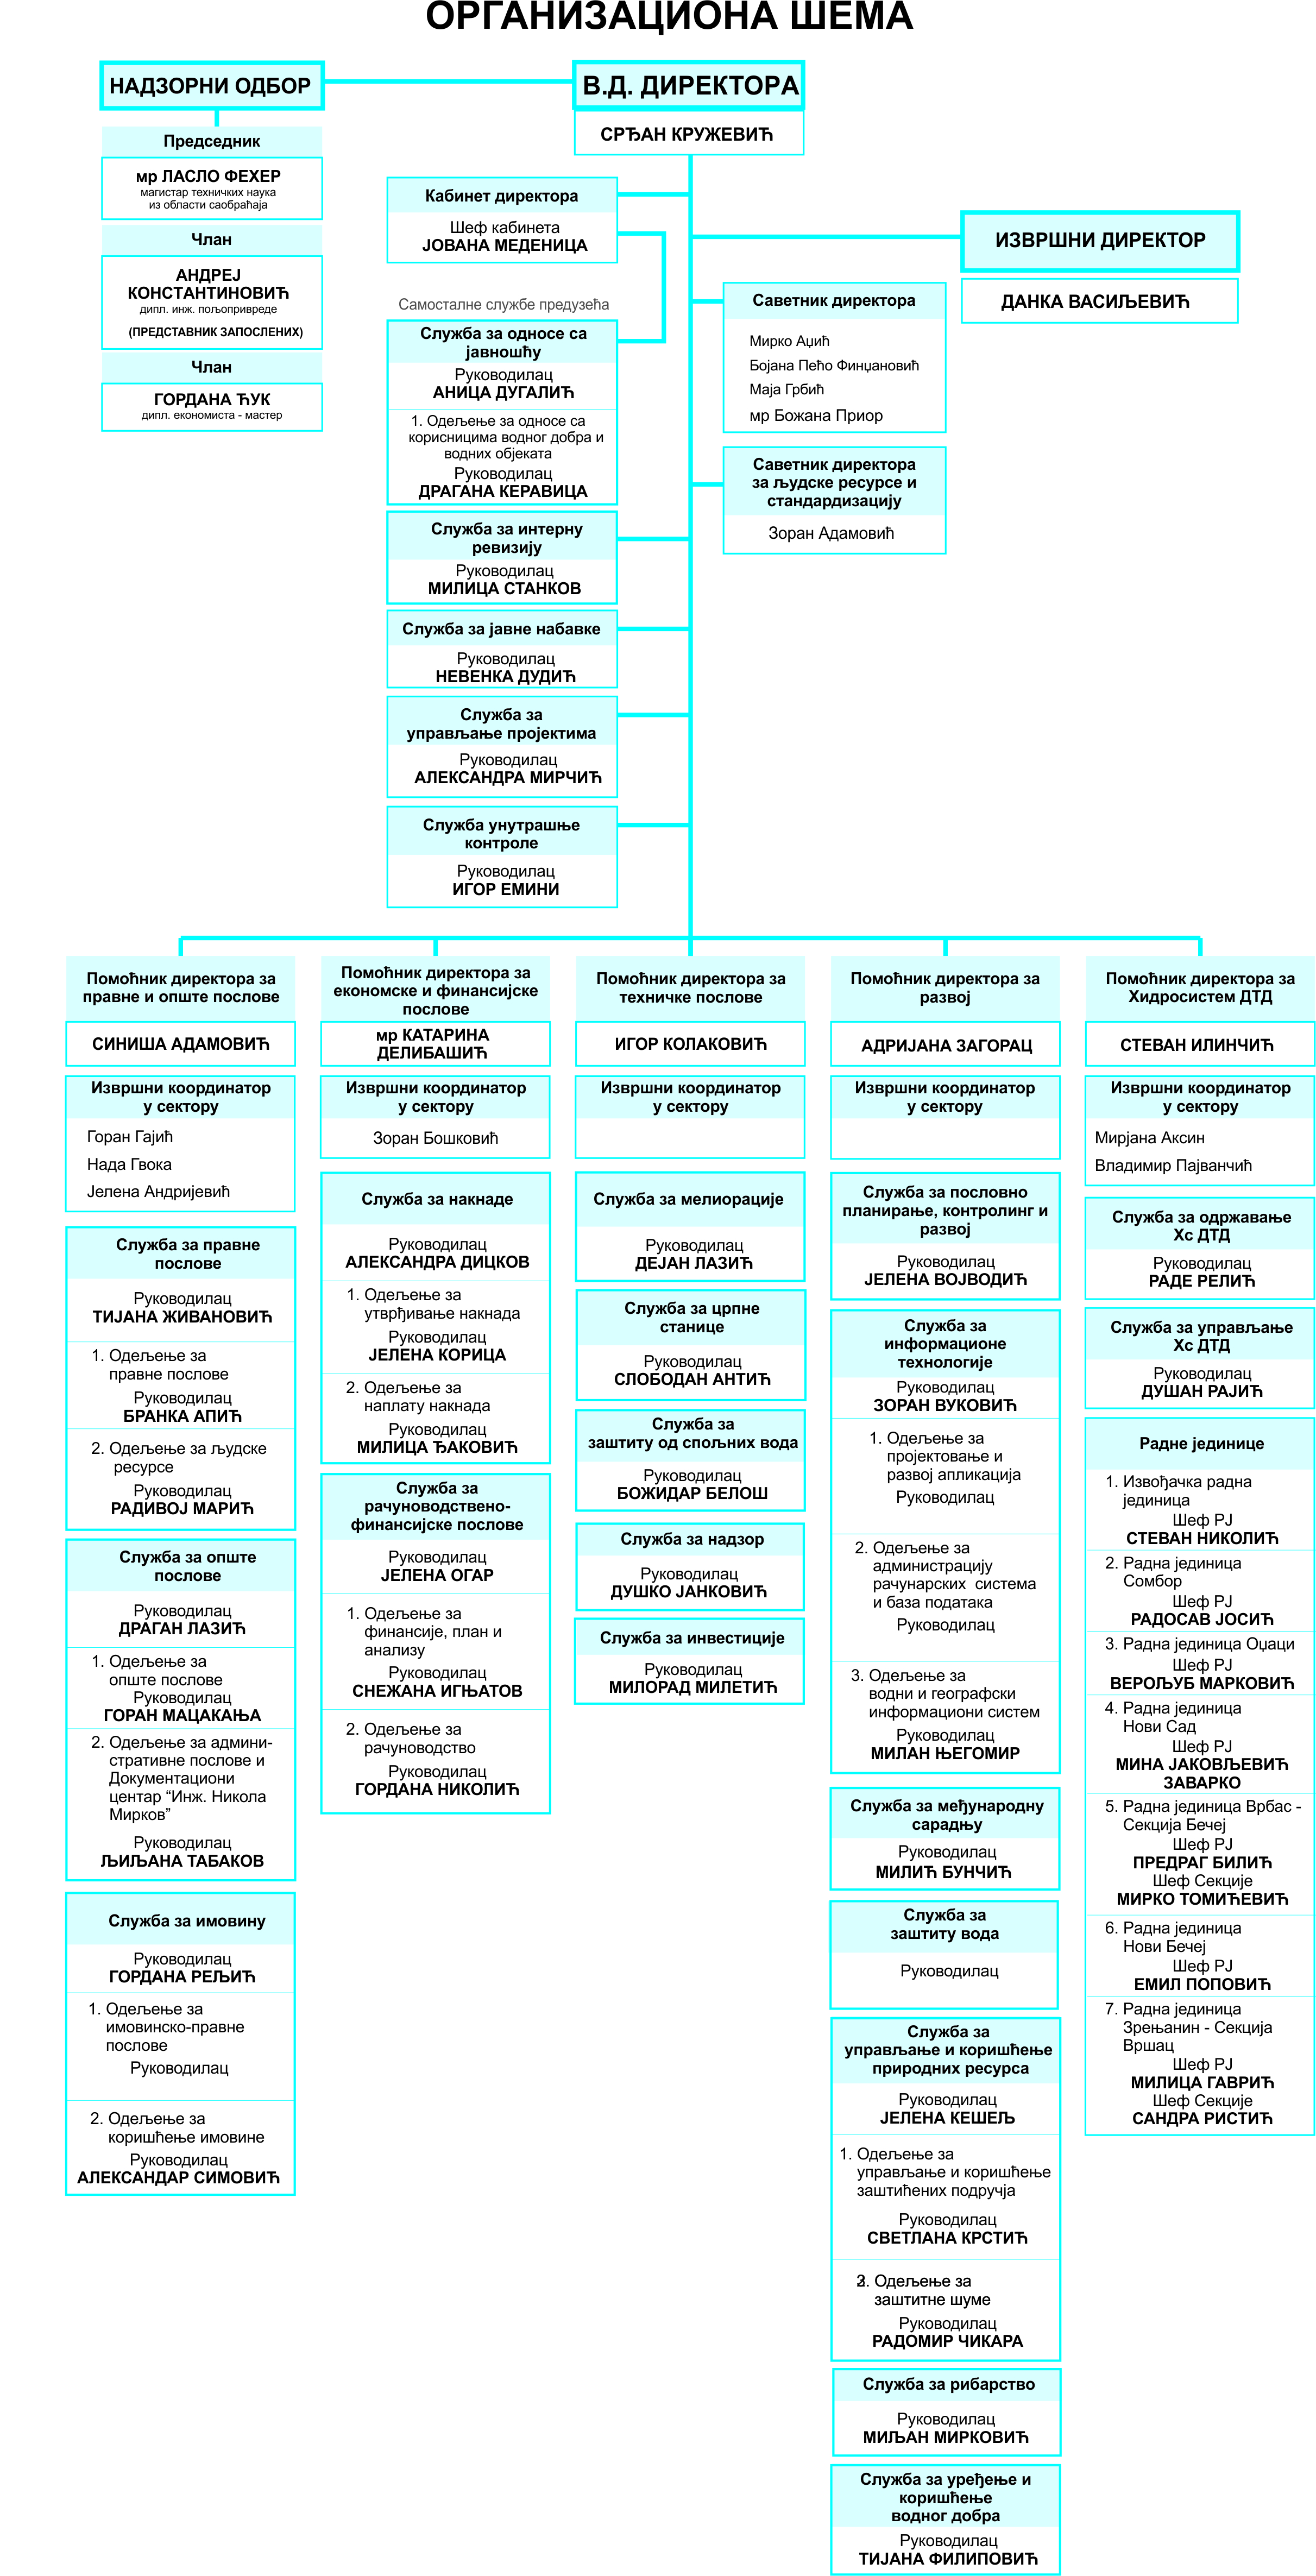 ОРГАНИЗАЦИОНА ШЕМА
НАДЗОРНИ ОДБОР
Председник
мр ЛАСЛО ФЕХЕР
магистар техничких наука
из области саобраћаја
Члан
АНДРЕЈ
КОНСТАНТИНОВИЋ
дипл. инж. пољопривреде
(ПРЕДСТАВНИК ЗАПОСЛЕНИХ)
Члан
ГОРДАНА ЋУК
дипл. економиста - мастер
В.Д. ДИРЕКТОРА
СРЂАН КРУЖЕВИЋ
Кабинет директора
Шеф кабинета
ЈОВАНА МЕДЕНИЦА
ИЗВРШНИ ДИРЕКТОР
ДАНКА ВАСИЉЕВИЋ
Саветник директора
Мирко Аџић
Бојана Пећо Финџановић
Маја Грбић
мр Божана Приор
Саветник директора
за људске ресурсе и
стандардизацију
Зоран Адамовић
Самосталне службе предузећа
Служба за односе са
јавношћу
Руководилац
АНИЦА ДУГАЛИЋ
1. Одељење за односе са
корисницима водног добра и
водних објеката
Руководилац
ДРАГАНА КЕРАВИЦА
Служба за интерну
ревизију
Руководилац
МИЛИЦА СТАНКОВ
Служба за јавне набавке
Руководилац
НЕВЕНКА ДУДИЋ
Служба за
управљање пројектима
Руководилац
АЛЕКСАНДРА МИРЧИЋ
Служба унутрашње
контроле
Руководилац
ИГОР ЕМИНИ
Помоћник директора за
правне и опште послове
СИНИША АДАМОВИЋ
Извршни координатор
у сектору
Горан Гајић
Нада Гвока
Јелена Андријевић
Служба за правне
послове
Руководилац
ТИЈАНА ЖИВАНОВИЋ
1. Одељење за
правне послове
Руководилац
БРАНКА АПИЋ
2. Одељење за људске
ресурсе
Руководилац
РАДИВОЈ МАРИЋ
Служба за опште
послове
Руководилац
ДРАГАН ЛАЗИЋ
1. Одељење за
опште послове
Руководилац
ГОРАН МАЦАКАЊА
2. Одељење за админи-
стративне послове и
Документациони
центар “Инж. Никола
Мирков”
Руководилац
ЉИЉАНА ТАБАКОВ
Служба за имовину
Руководилац
ГОРДАНА РЕЉИЋ
1. Одељење за
имовинско-правне
послове
Руководилац
2. Одељење за
коришћење имовине
Руководилац
АЛЕКСАНДАР СИМОВИЋ
Помоћник директора за
економске и финансијске
послове
мр КАТАРИНА
ДЕЛИБАШИЋ
Извршни координатор
у сектору
Зоран Бошковић
Служба за накнаде
Руководилац
АЛЕКСАНДРА ДИЦКОВ
1. Одељење за
утврђивање накнада
Руководилац
ЈЕЛЕНА КОРИЦА
2. Одељење за
наплату накнада
Руководилац
МИЛИЦА ЂАКОВИЋ
Служба за
рачуноводствено-
финансијске послове
Руководилац
ЈЕЛЕНА ОГАР
1. Одељење за
финансије, план и
анализу
Руководилац
СНЕЖАНА ИГЊАТОВ
2. Одељење за
рачуноводство
Руководилац
ГОРДАНА НИКОЛИЋ
Помоћник директора за
техничке послове
ИГОР КОЛАКОВИЋ
Извршни координатор
у сектору
Служба за мелиорације
Руководилац
ДЕЈАН ЛАЗИЋ
Служба за црпне
станице
Руководилац
СЛОБОДАН АНТИЋ
Служба за
заштиту од спољних вода
Руководилац
БОЖИДАР БЕЛОШ
Служба за надзор
Руководилац
ДУШКО ЈАНКОВИЋ
Служба за инвестиције
Руководилац
МИЛОРАД МИЛЕТИЋ
Помоћник директора за
развој
АДРИЈАНА ЗАГОРАЦ
Извршни координатор
у сектору
Служба за пословно
планирање, контролинг и
развој
Руководилац
ЈЕЛЕНА ВОЈВОДИЋ
Служба за
информационе
технологије
Руководилац
ЗОРАН ВУКОВИЋ
1. Одељење за
пројектовање и
развој апликација
Руководилац
2. Одељење за
администрацију
рачунарских система
и база података
Руководилац
3. Одељење за
водни и географски
информациони систем
Руководилац
МИЛАН ЊЕГОМИР
Служба за међународну
сарадњу
Руководилац
МИЛИЋ БУНЧИЋ
Служба за
заштиту вода
Руководилац
Служба за
управљање и коришћење
природних ресурса
Руководилац
ЈЕЛЕНА КЕШЕЉ
1. Одељење за
управљање и коришћење
заштићених подручја
Руководилац
СВЕТЛАНА КРСТИЋ
Одељење за
заштитне шуме
Руководилац
РАДОМИР ЧИКАРА
Служба за рибарство
Руководилац
МИЉАН МИРКОВИЋ
Служба за уређење и
коришћење
водног добра
Руководилац
ТИЈАНА ФИЛИПОВИЋ
Помоћник директора за
Хидросистем ДТД
СТЕВАН ИЛИНЧИЋ
Извршни координатор
у сектору
Мирјана Аксин
Владимир Пајванчић
Служба за одржавање
Хс ДТД
Руководилац
РАДЕ РЕЛИЋ
Служба за управљање
Хс ДТД
Руководилац
ДУШАН РАЈИЋ
Радне јединице
1. Извођачка радна
јединица
Шеф РЈ
СТЕВАН НИКОЛИЋ
2. Радна јединица
Сомбор
Шеф РЈ
РАДОСАВ ЈОСИЋ
3. Радна јединица Оџаци
Шеф РЈ
ВЕРОЉУБ МАРКОВИЋ
4. Радна јединица
Нови Сад
Шеф РЈ
МИНА ЈАКОВЉЕВИЋ
ЗАВАРКО
5. Радна јединица Врбас -
Секција Бечеј
Шеф РЈ
ПРЕДРАГ БИЛИЋ
Шеф Секције
МИРКО ТОМИЋЕВИЋ
6. Радна јединица
Нови Бечеј
Шеф РЈ
ЕМИЛ ПОПОВИЋ
7. Радна јединица
Зрењанин - Секција
Вршац
Шеф РЈ
МИЛИЦА ГАВРИЋ
Шеф Секције
САНДРА РИСТИЋ